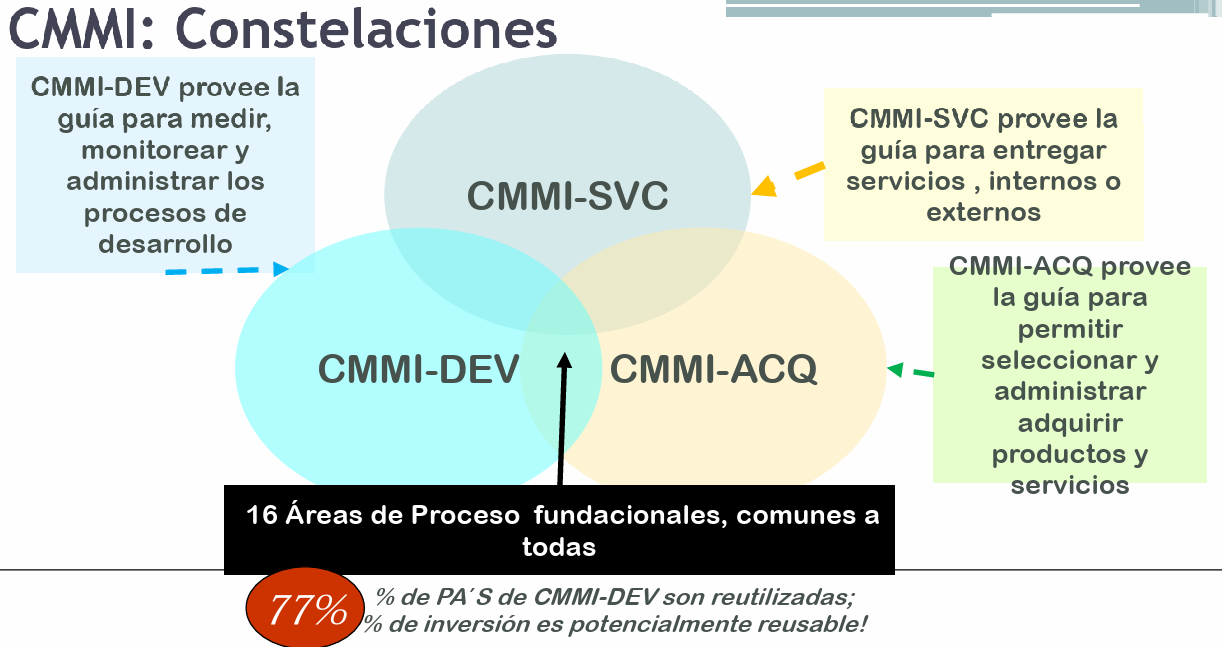 CMMI: Constelaciones
CMMI-DEV provee la
guía para medir,
monitorear y
administrar los
procesos de
desarrollo
CMMI-SVC
CMMI-SVC provee la
guía para entregar
servicios , internos o
externos
CMMI-DEV
CMMI-ACQ
CMMI-ACQ provee
la guía para
permitir
seleccionar y
administrar
adquirir
productos y
servicios
16 Áreas de Proceso  fundacionales, comunes a
todas
77%
% de PA´S de CMMI-DEV son reutilizadas;
% de inversión es potencialmente reusable!